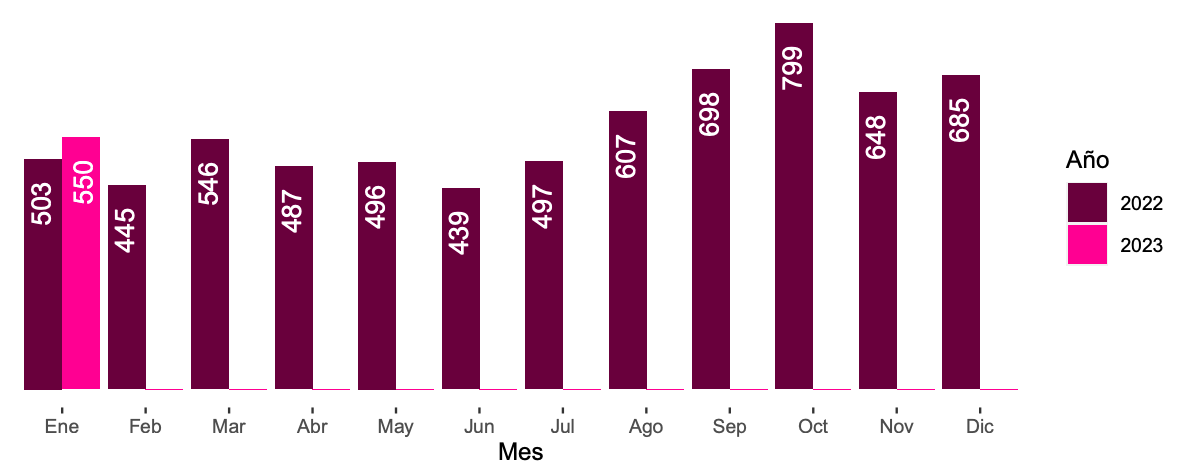 503
550
445
546
487
496
439
497
607
698
799
648
685
Ene
Feb
Mar
Abr
May
Jun
Jul
Ago
Sep
Oct
Nov
Dic
Mes
Año
2022
2023